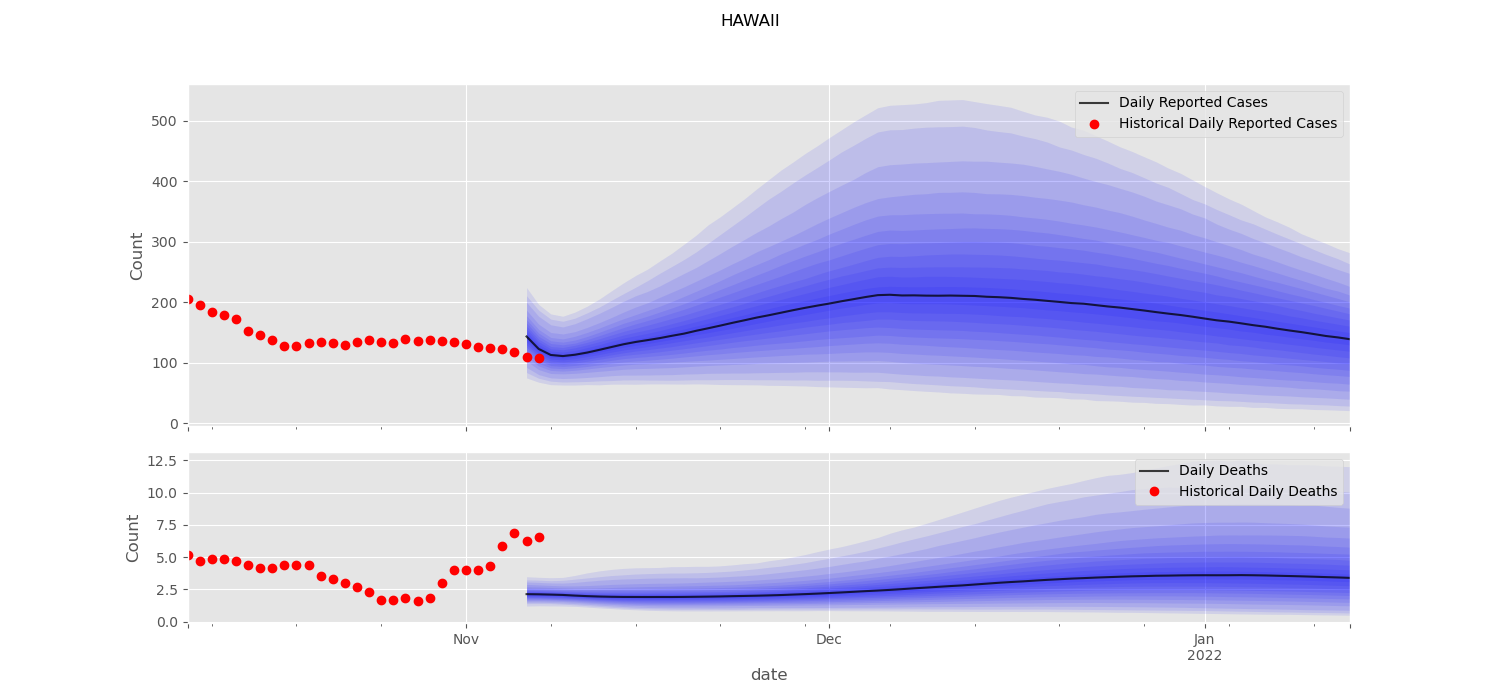 HAWAII
Daily Reported Cases
Historical Daily Reported Cases
500
400
300
200
100
0
Count
Daily Deaths
Historical Daily Deaths
12.5
10.0
7.5
5.0
2.5
0.0
Count
Nov
Dec
Jan
2022
date